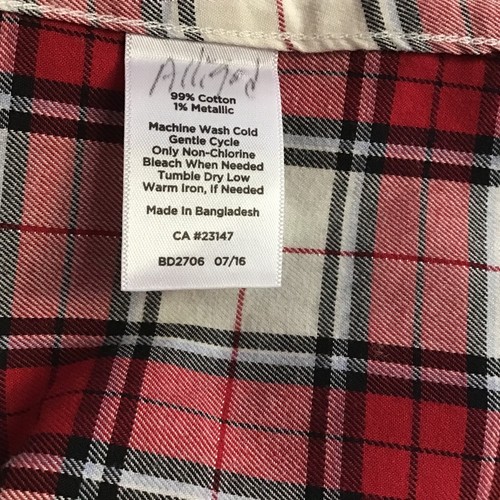 99% Cotton
1% Metallic
Machine Wash Cold
Gentle Cycle
Only Non-Chlorine
Bleach When Needed
Tumble Dry Low
Warm Iron, If Needed
Made In Bangladesh
CA #23147
BD2706 07/16